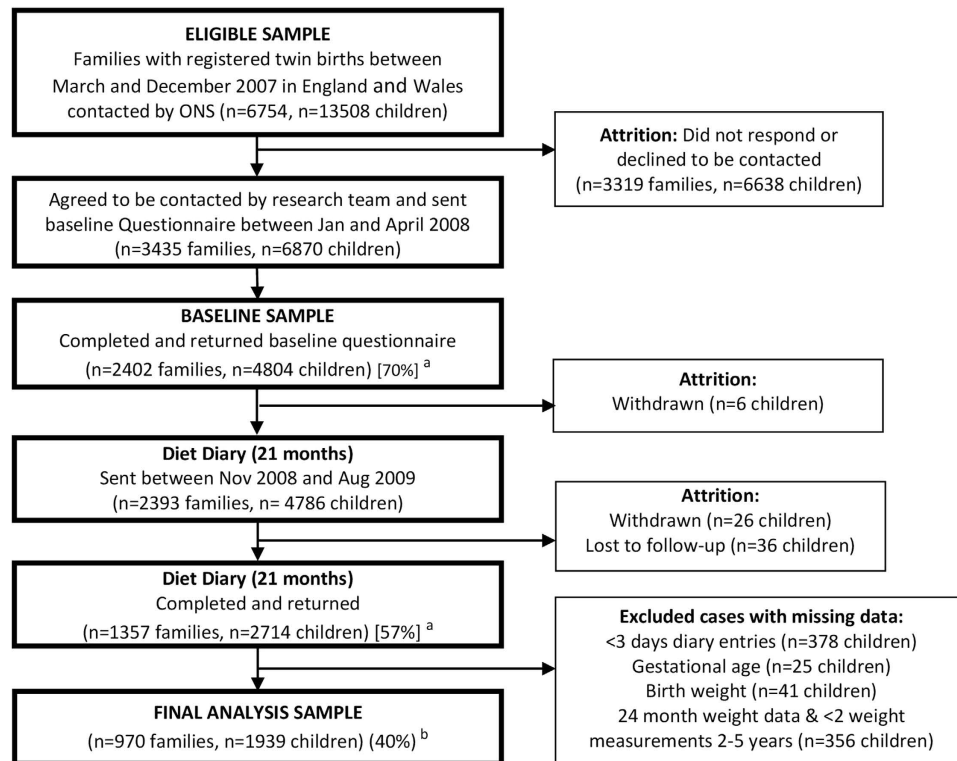 ELIGIBLE SAMPLE
Families with registered twin births between
March and December 2007 in England and Wales
contacted by ONS (n=6754, n=13508 children)
Attrition: Did not respond or
declined to be contacted
(n=3319 families, n=6638 children)
Agreed to be contacted by research team and sent
baseline Questionnaire between Jan and April 2008
(n=3435 families, n=6870 children)
BASELINE SAMPLE
Completed and returned baseline questionnaire
(n=2402 families, n=4804 children) [70%] a
Attrition:
Withdrawn (n=6 children)
Diet Diary (21 months)
Sent between Nov 2008 and Aug 2009
(n=2393 families, n= 4786 children)
Attrition:
Withdrawn (n=26 children)
Lost to follow-up (n=36 children)
Diet Diary (21 months)
Completed and returned
(n=1357 families, n=2714 children) [57%] a
Excluded cases with missing data:
<3 days diary entries (n=378 children)
Gestational age (n=25 children)
Birth weight (n=41 children)
24 month weight data & <2 weight
measurements 2-5 years (n=356 children)
FINAL ANALYSIS SAMPLE
(n=970 families, n=1939 children) (40%) b